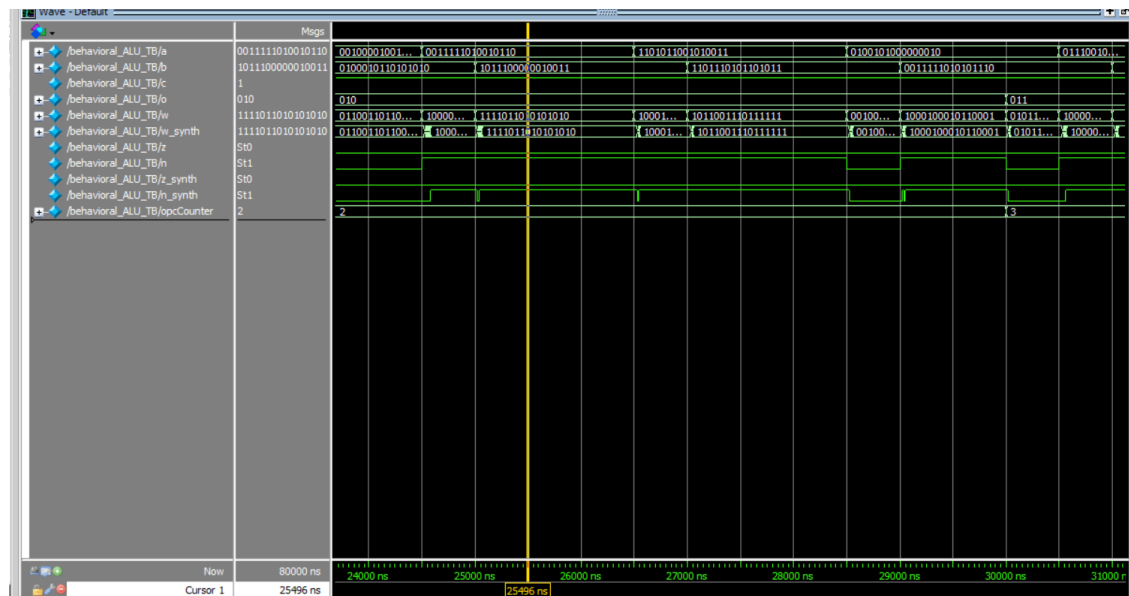 Wave - Default
Msgs
/behavioral_ALU_TB/a 0011111010010110 00100001001... 0011111010010110 1101011001010011 0100101000000010 01110010...
/behavioral_ALU_TB/b 1011100000010011 0100010110101010 1011100000010011 1101110101101011 0011111010101110
/behavioral_ALU_TB/c 1
/behavioral_ALU_TB/o 010 010 011
/behavioral_ALU_TB/w 1111011010101010 01100110110... 10000... 1111011010101010 10001... 1011001110111111 00100... 1000100010110001 01011... 10000...
/behavioral_ALU_TB/w_synth 1111011010101010 011001101100... 1000... 1111011010101010 10001... 1011001110111111 00100... 1000100010110001 01011... 10000...
/behavioral_ALU_TB/z St0
/behavioral_ALU_TB/n St1
/behavioral_ALU_TB/z_synth St0
/behavioral_ALU_TB/n_synth St1
/behavioral_ALU_TB/opcCounter 2 2 3
Now 80000 ns 24000 ns 25000 ns 26000 ns 27000 ns 28000 ns 29000 ns 30000 ns 31000 r
Cursor 1 25496 ns 25496 ns